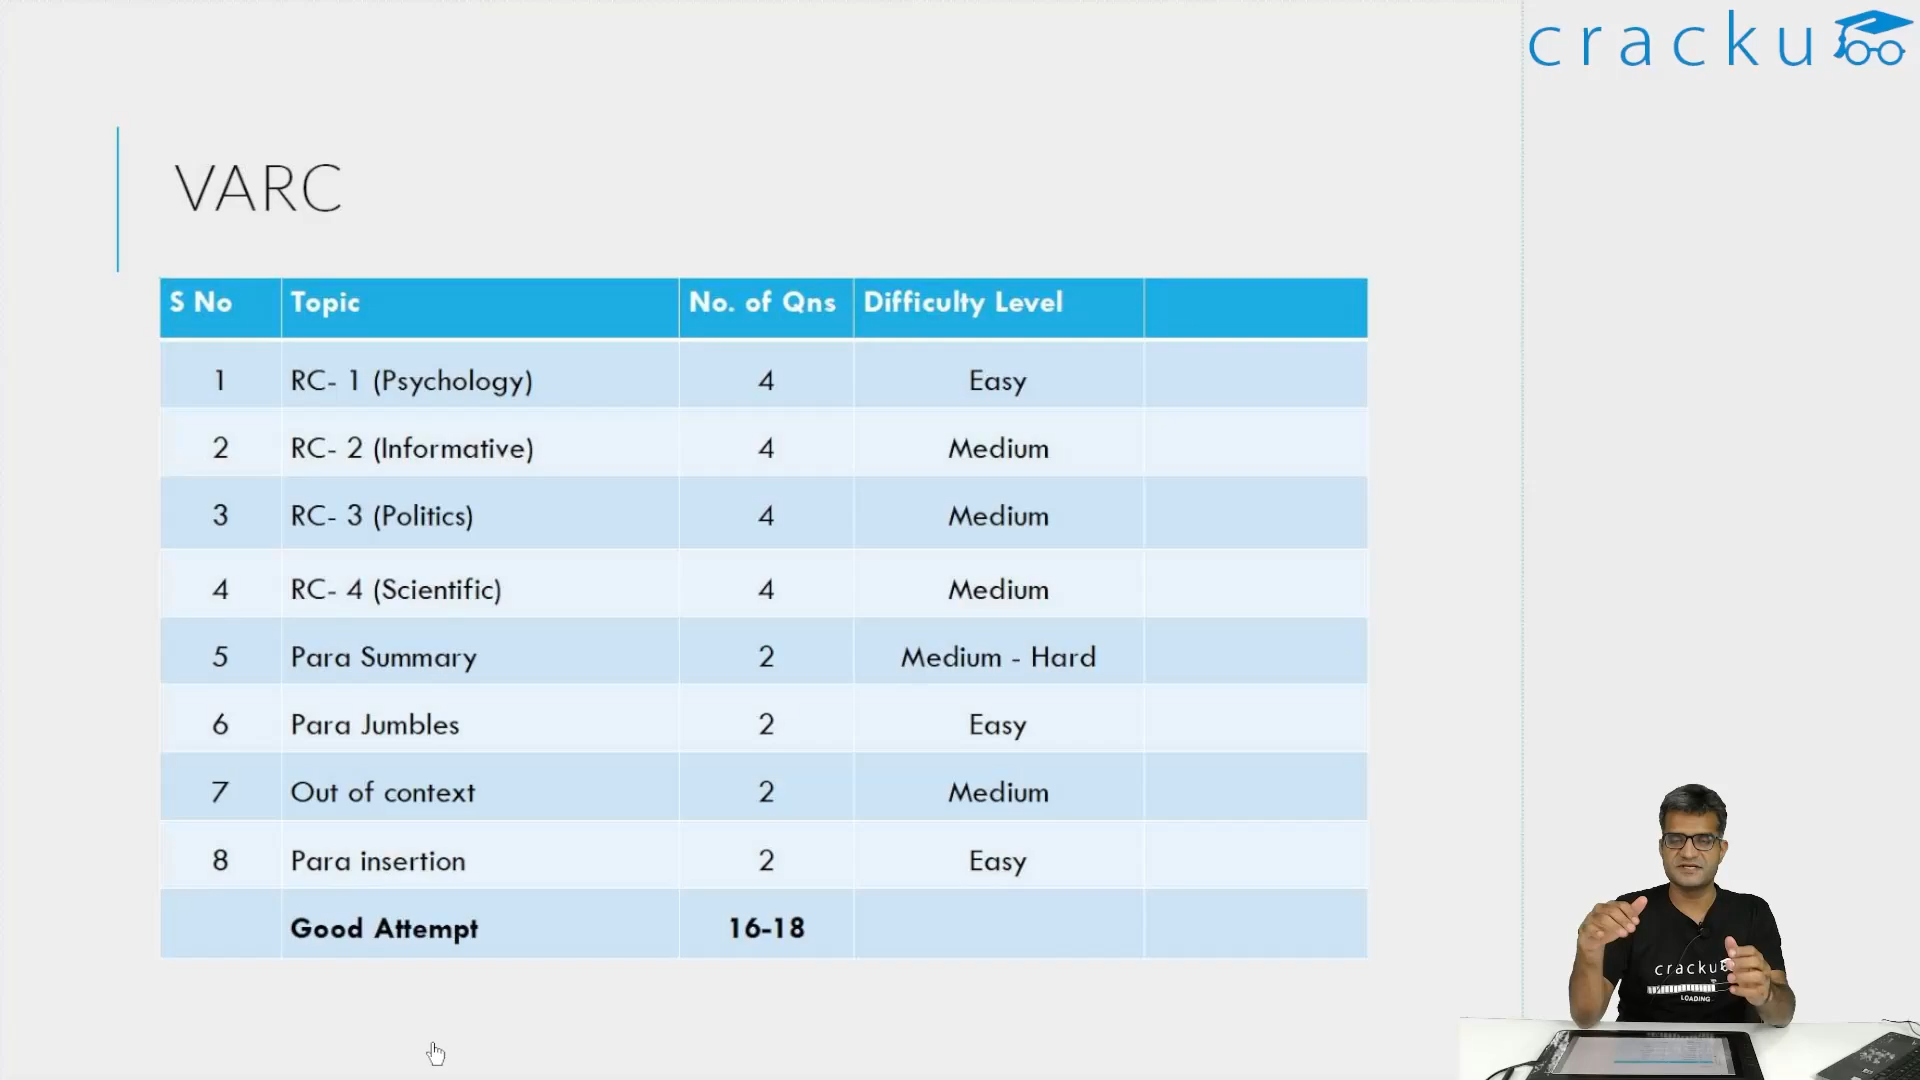 cracku
VARC
S No Topic No. of Qns Difficulty Level
1 RC- 1 (Psychology) 4 Easy
2 RC- 2 (Informative) 4 Medium
3 RC- 3 (Politics) 4 Medium
4 RC- 4 (Scientific) 4 Medium
5 Para Summary 2 Medium - Hard
6 Para Jumbles 2 Easy
7 Out of context 2 Medium
8 Para insertion 2 Easy
Good Attempt 16-18
cracku
LOADING